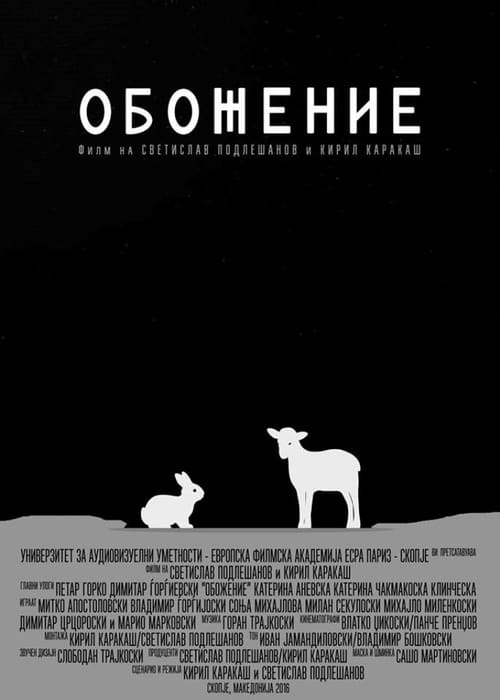 ОБОЖЕНИЕ
ФИЛМ НА СВЕТИСЛАВ ПОДЛЕШАНОВ И КИРИЛ КАРАКАШ
УНИВЕРЗИТЕТ ЗА АУДИОВИЗУЕЛНИ УМЕТНОСТИ - ЕВРОПСКА ФИЛМСКА АКАДЕМИЈА ЕСРА ПАРИЗ - СКОПЈЕ ВИ ПРЕТСАТАВУВА
ФИЛМ НА СВЕТИСЛАВ ПОДЛЕШАНОВ И КИРИЛ КАРАКАШ
ГЛАВНИ УЛОГИ ПЕТАР ГОРКО ДИМИТАР ЃОРЃИЕВСКИ "ОБОЖЕНИЕ" КАТЕРИНА АНЕВСКА КАТЕРИНА ЧАКМАКОСКА КЛИНЧЕСКА
ИГРААТ МИТКО АПОСТОЛОВСКИ ВЛАДИМИР ЃОРЃИЈОСКИ СОЊА МИХАЈЛОВА МИЛАН СЕКУЛОСКИ МИХАЈЛО МИЛЕНКОСКИ
ДИМИТАР ЦРЦОРОСКИ И МАРИО МАРКОВСКИ МУЗИКА ГОРАН ТРАЈКОСКИ КИНЕМАТОГРАФИ ВЛАТКО ЏИКОСКИ/ПАНЧЕ ПРЕНЏОВ
МОНТАЖА КИРИЛ КАРАКАШ/СВЕТИСЛАВ ПОДЛЕШАНОВ ТОН ИВАН ЈАМАНДИЛОВСКИ/ВЛАДИМИР БОШКОВСКИ
ЗВУЧЕН ДИЗАЈН СЛОБОДАН ТРАЈКОСКИ ПРОДУЦЕНТИ СВЕТИСЛАВ ПОДЛЕШАНОВ/КИРИЛ КАРАКАШ МАСКА И ШМИНКА САШО МАРТИНОВСКИ
СЦЕНАРИО И РЕЖИЈА КИРИЛ КАРАКАШ И СВЕТИСЛАВ ПОДЛЕШАНОВ
СКОПЈЕ, МАКЕДОНИЈА 2016